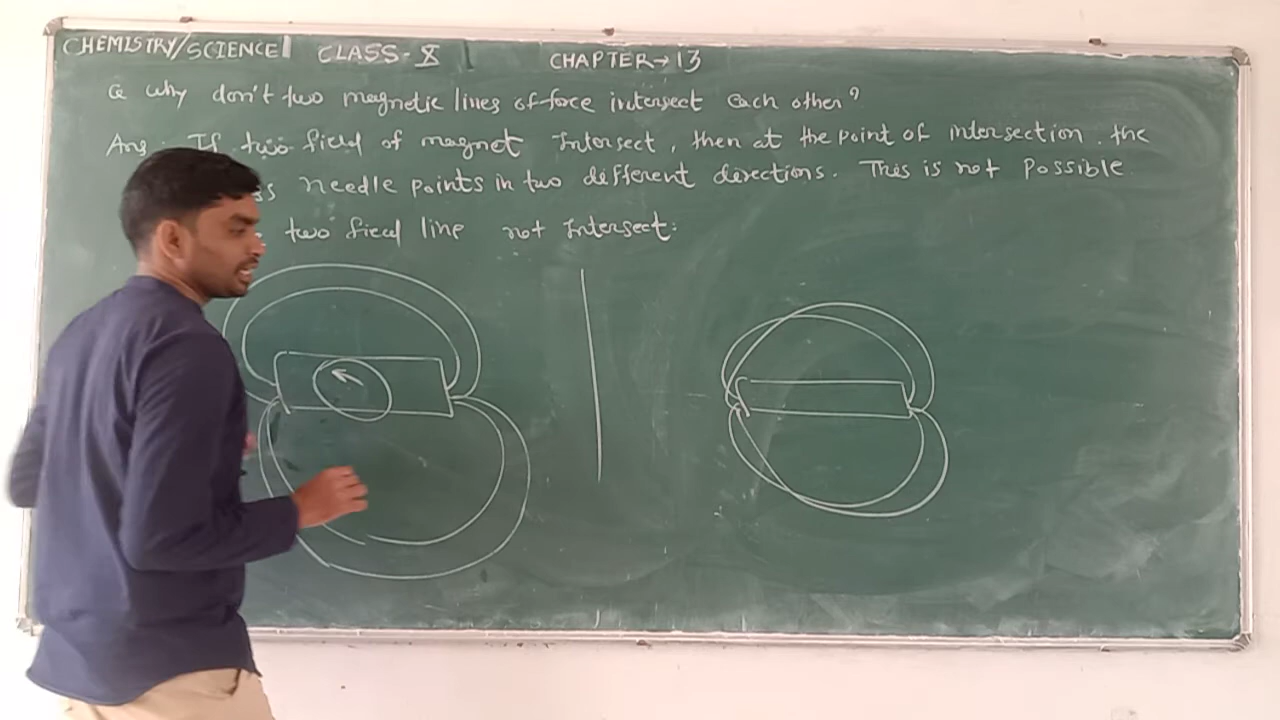 CHEMISTRY/SCIENCE CLASS-X CHAPTER→13
Q why don't two magnetic lines of force intersect each other?
Ans: If two field of magnet Intersect, then at the point of intersection. the
ss needle points in two different directions. This is not possible
two field line not Intersect: